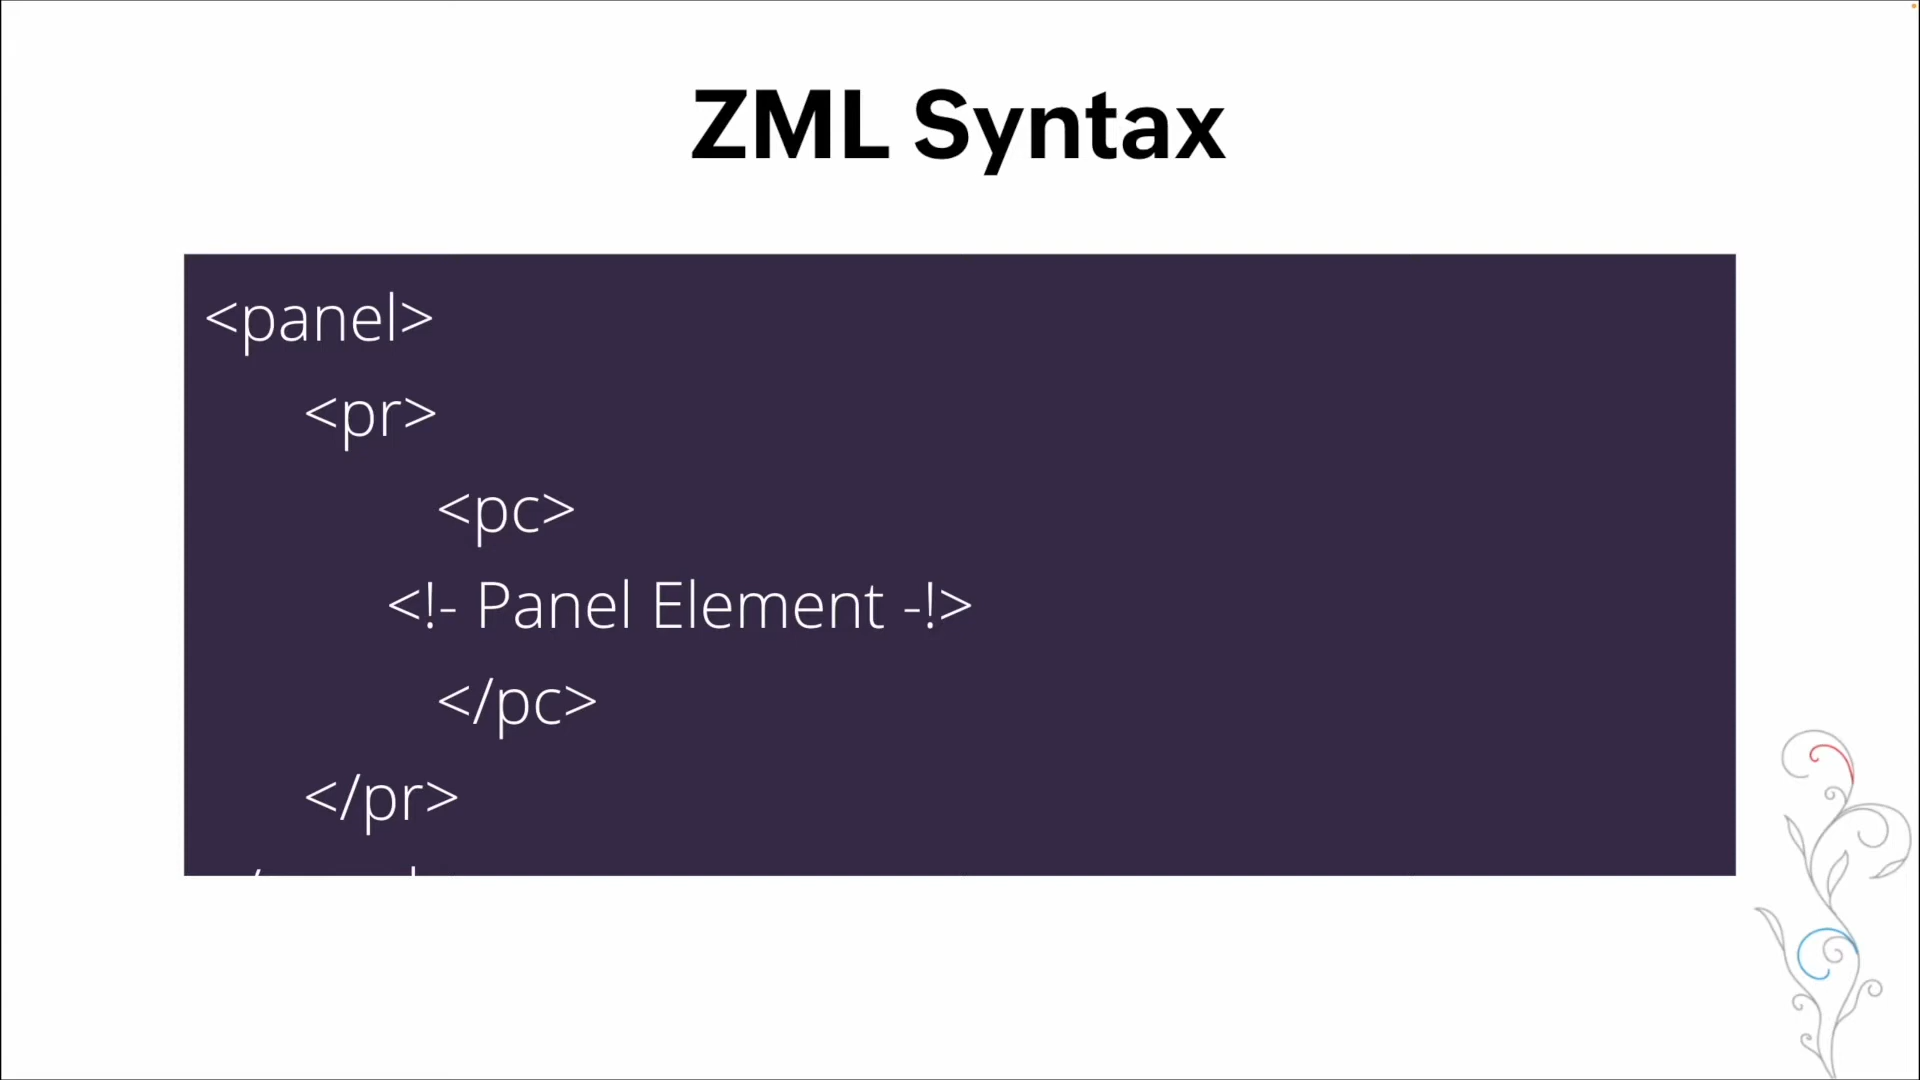 ZML Syntax
<panel>
<pr>
<pc>
<!- Panel Element -!>
</pc>
</pr>